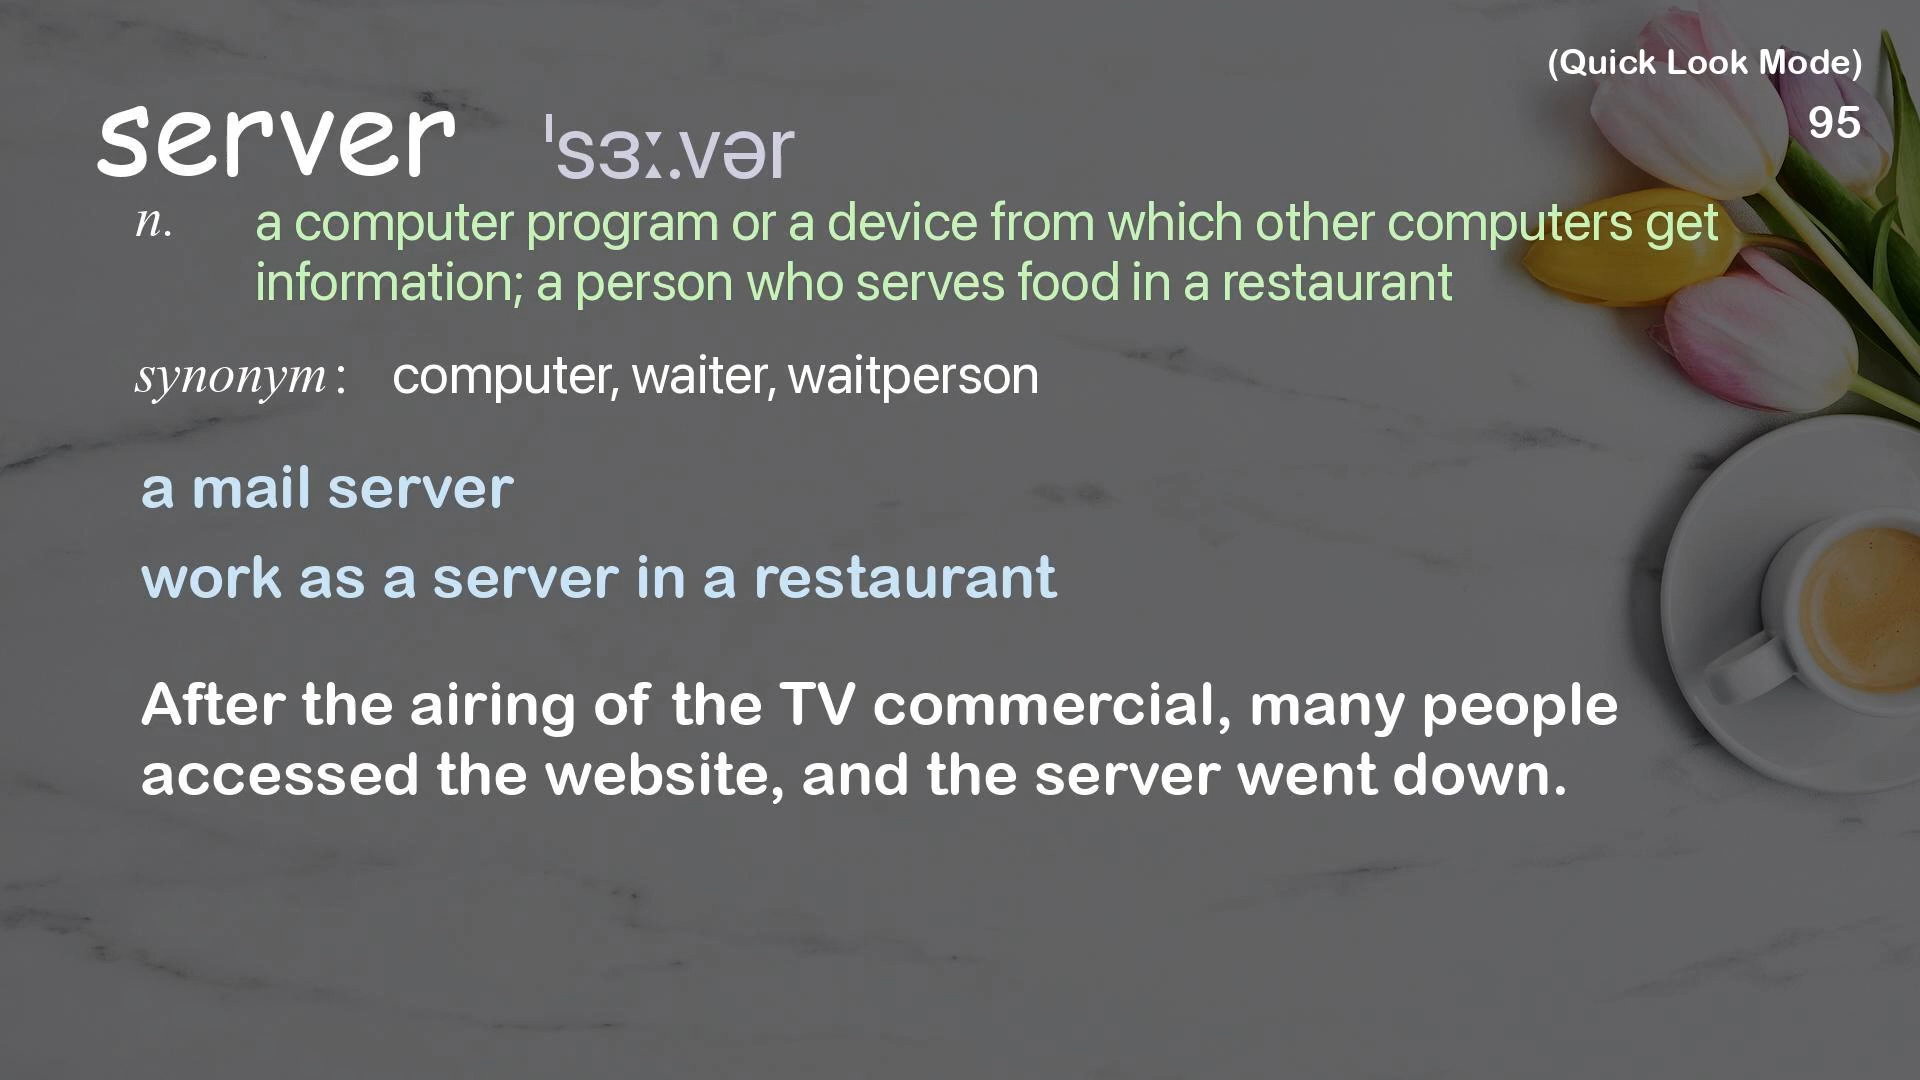 (Quick Look Mode)
95
server ˈsɜː.vər
n. a computer program or a device from which other computers get
information; a person who serves food in a restaurant
synonym: computer, waiter, waitperson
a mail server
work as a server in a restaurant
After the airing of the TV commercial, many people
accessed the website, and the server went down.